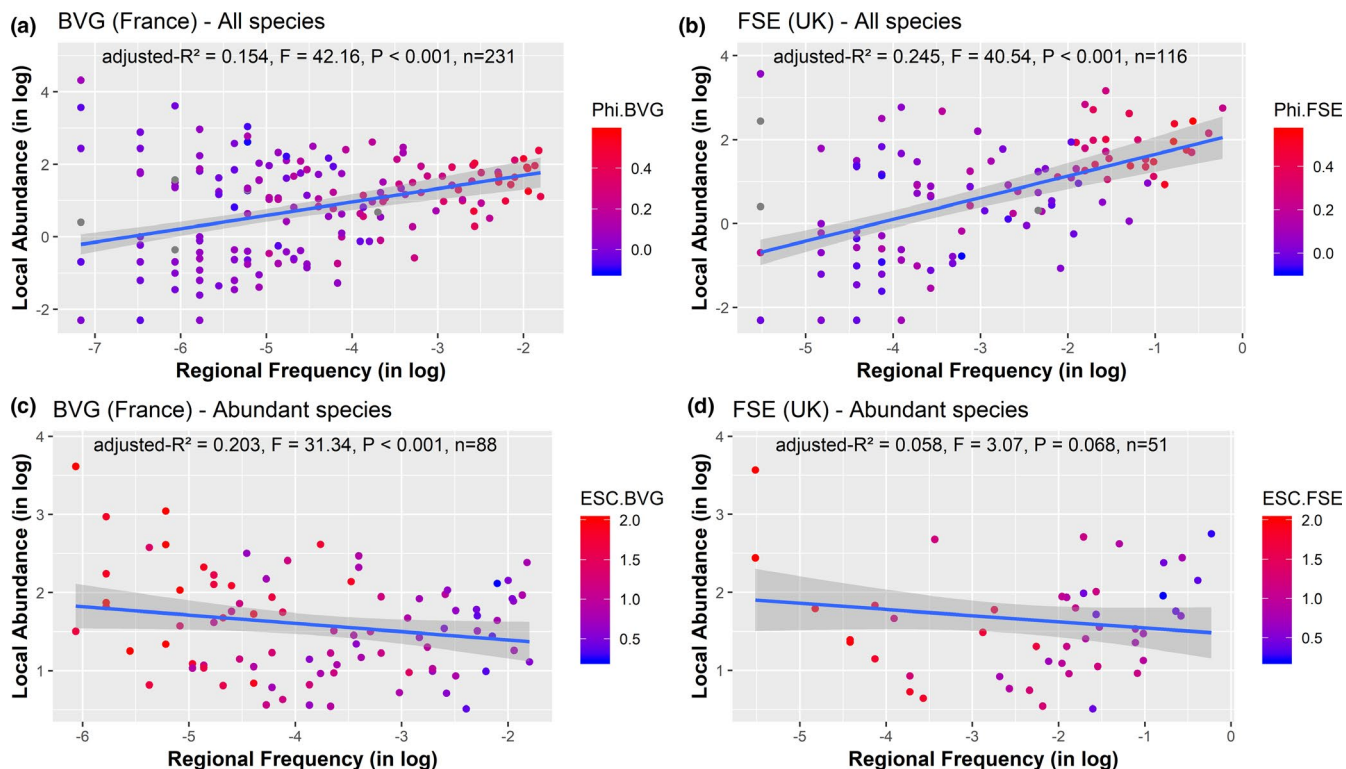 (a) BVG (France) - All species
adjusted-R² = 0.154, F = 42.16, P < 0.001, n=231
Local Abundance (in log)
4
2
0
-2
-7 -6 -5 -4 -3 -2
Regional Frequency (in log)
Phi.BVG
0.4
0.2
0.0
(b) FSE (UK) - All species
adjusted-R² = 0.245, F = 40.54, P < 0.001, n=116
Local Abundance (in log)
4
2
0
-2
-5 -4 -3 -2 -1 0
Regional Frequency (in log)
Phi.FSE
0.4
0.2
0.0
(c) BVG (France) - Abundant species
adjusted-R² = 0.203, F = 31.34, P < 0.001, n=88
Local Abundance (in log)
4
3
2
1
-6 -5 -4 -3 -2
Regional Frequency (in log)
ESC.BVG
2.0
1.5
1.0
0.5
(d) FSE (UK) - Abundant species
adjusted-R² = 0.058, F = 3.07, P = 0.068, n=51
Local Abundance (in log)
4
3
2
1
-5 -4 -3 -2 -1 0
Regional Frequency (in log)
ESC.FSE
2.0
1.5
1.0
0.5